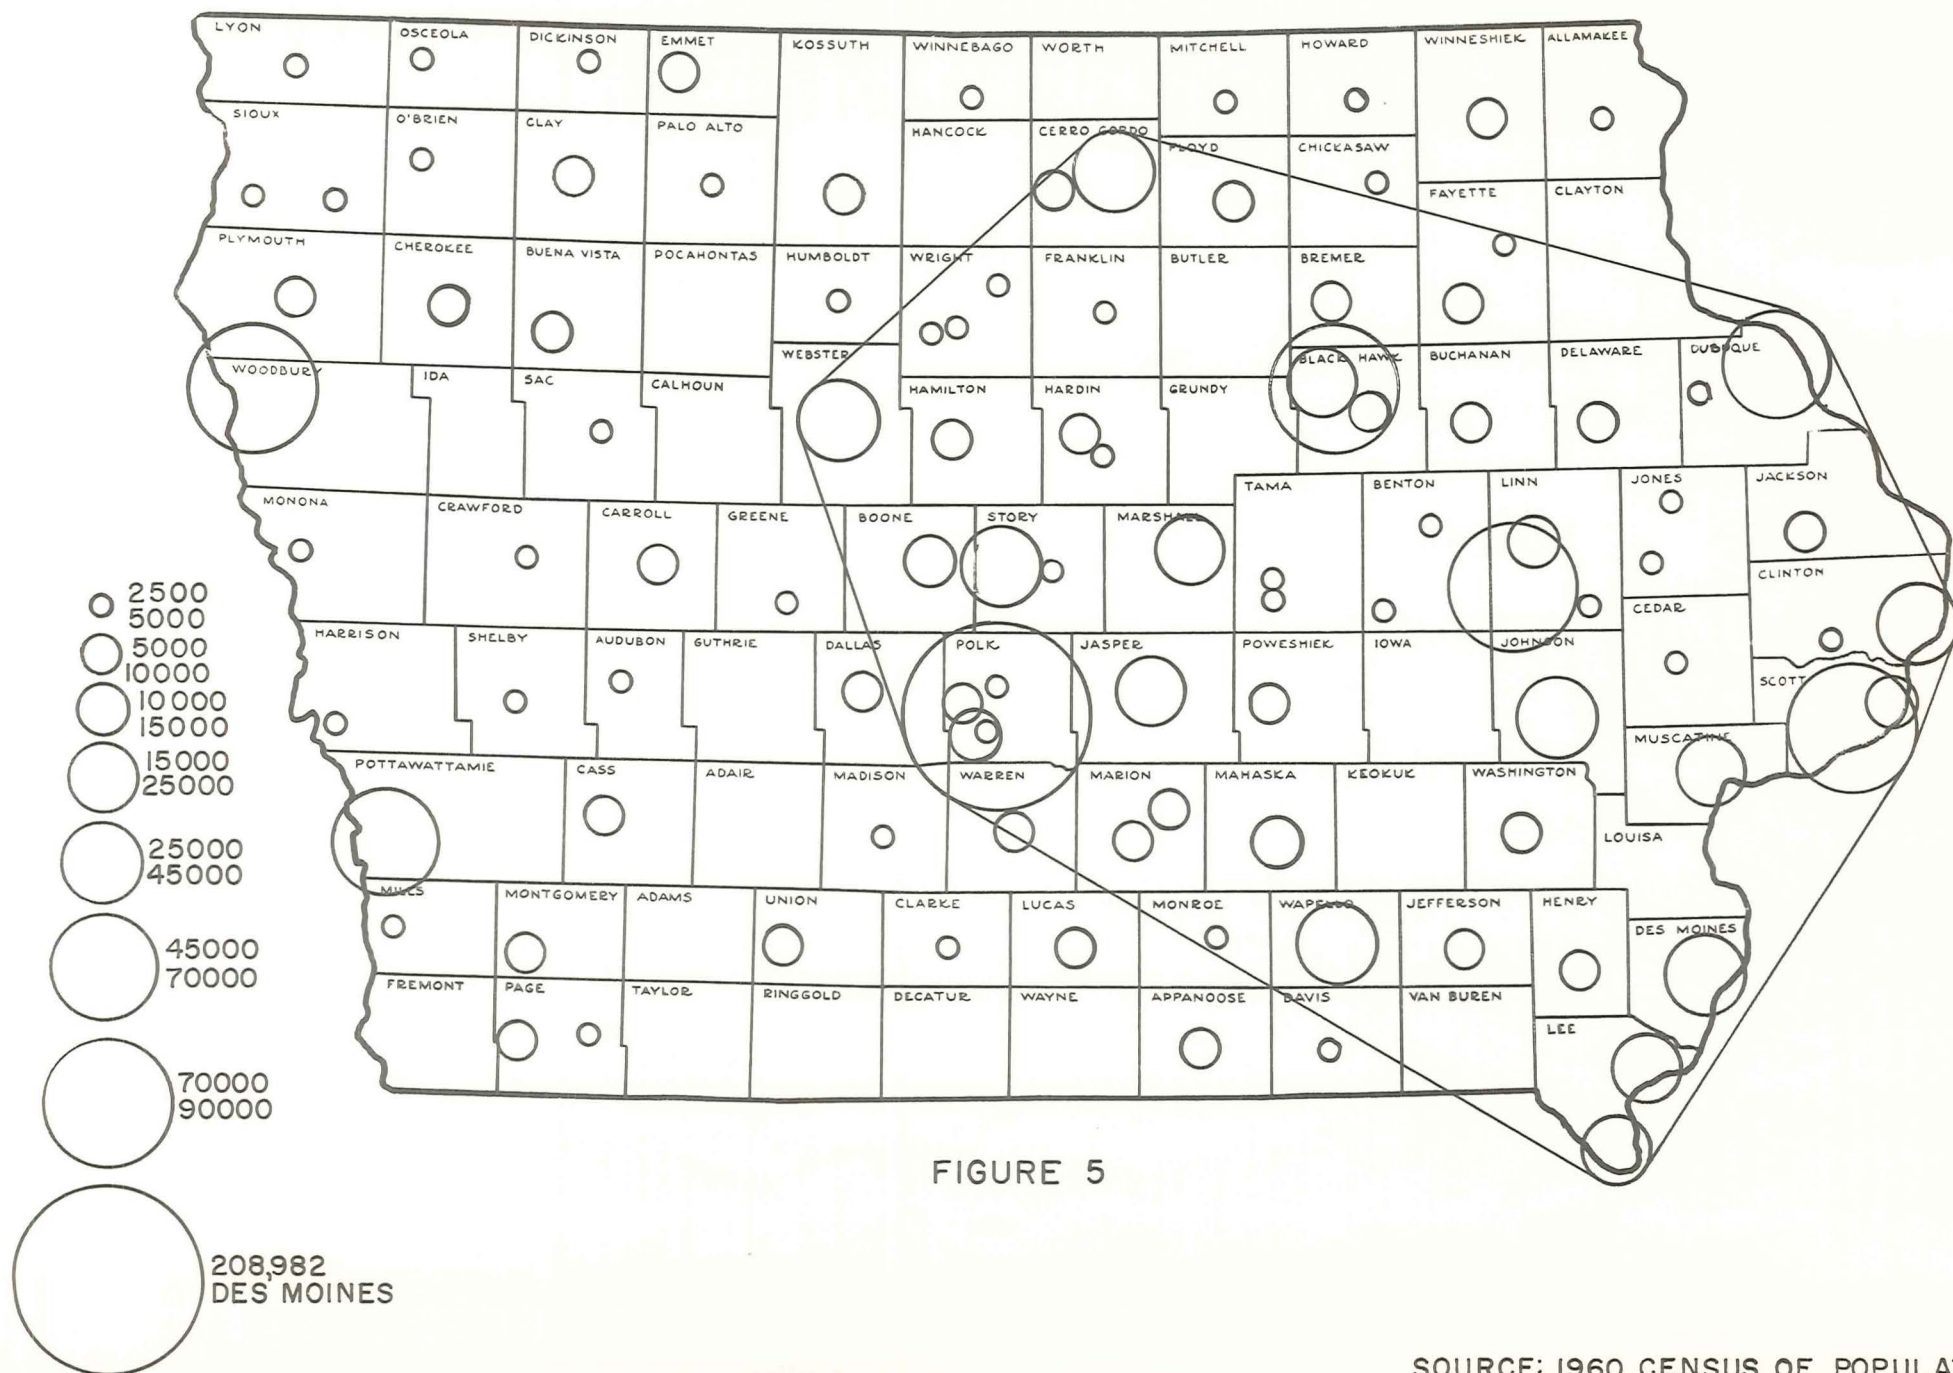 LYON
OSCEOLA
DICKINSON
EMMET
KOSSUTH
WINNEBAGO
WORTH
MITCHELL
HOWARD
WINNESHIEK
ALLAMAKEE
SIOUX
O'BRIEN
CLAY
PALO ALTO
HANCOCK
CERRO GORDO
FLOYD
CHICKASAW
FAYETTE
CLAYTON
PLYMOUTH
CHEROKEE
BUENA VISTA
POCAHONTAS
HUMBOLDT
WRIGHT
FRANKLIN
BUTLER
BREMER
WOODBURY
IDA
SAC
CALHOUN
WEBSTER
HAMILTON
HARDIN
GRUNDY
BLACK HAWK
BUCHANAN
DELAWARE
DUBUQUE
MONONA
CRAWFORD
CARROLL
GREENE
BOONE
STORY
MARSHALL
TAMA
BENTON
LINN
JONES
JACKSON
CLINTON
CEDAR
HARRISON
SHELBY
AUDUBON
GUTHRIE
DALLAS
POLK
JASPER
POWESHIEK
IOWA
JOHNSON
SCOTT
MUSCATINE
POTTAWATTAMIE
CASS
ADAIR
MADISON
WARREN
MARION
MAHASKA
KEOKUK
WASHINGTON
LOUISA
MILLS
MONTGOMERY
ADAMS
UNION
CLARKE
LUCAS
MONROE
WAPELLO
JEFFERSON
HENRY
DES MOINES
FREMONT
PAGE
TAYLOR
RINGGOLD
DECATUR
WAYNE
APPANOOSE
DAVIS
VAN BUREN
LEE
2500
5000
5000
10000
10000
15000
15000
25000
25000
45000
45000
70000
70000
90000
208,982
DES MOINES
FIGURE 5
SOURCE: 1960 CENSUS OF